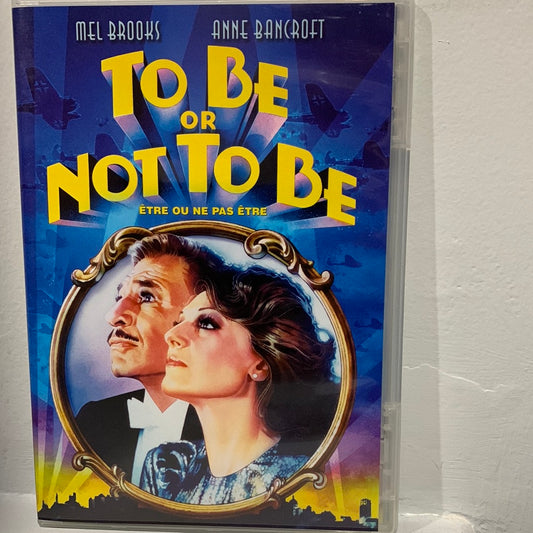 MEL BROOKS ANNE BANCROFT
TO BE
OR
NOT TO BE
ÊTRE OU NE PAS ÊTRE